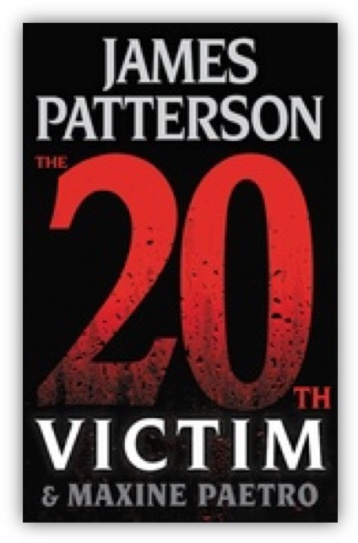 JAMES
PATTERSON
THE
20
TH
VICTIM
& MAXINE PAETRO